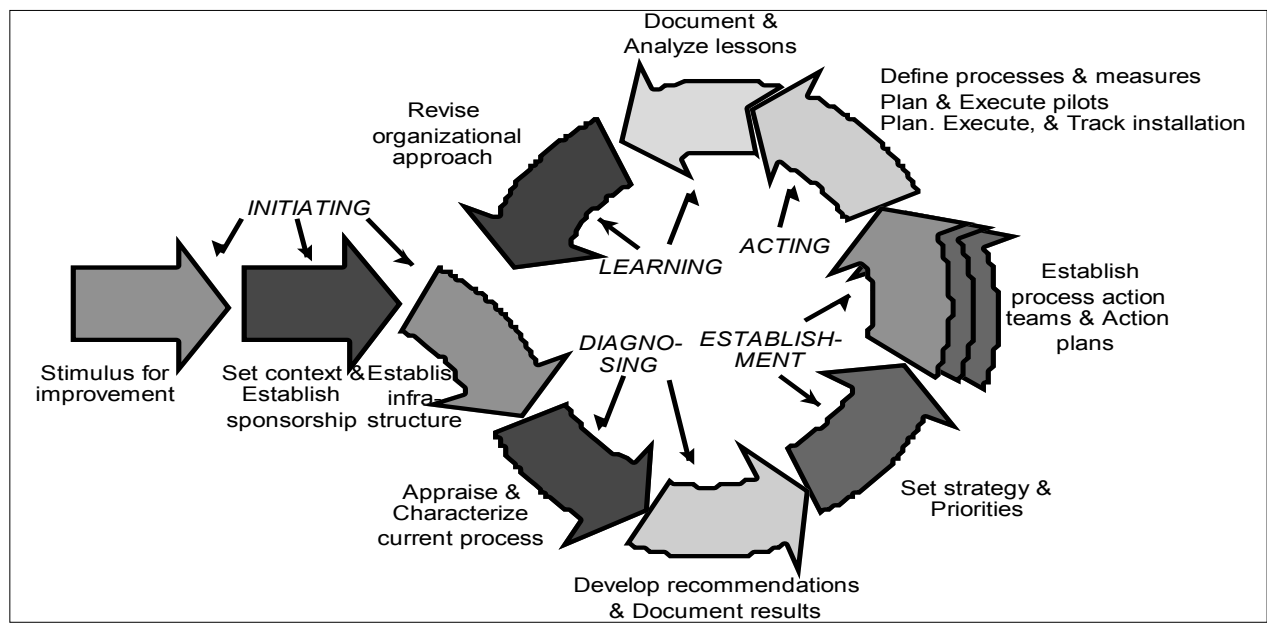 Document &
Analyze lessons
Define processes & measures
Plan & Execute pilots
Plan. Execute, & Track installation
Revise
organizational
approach
INITIATING
LEARNING
ACTING
Establish
process action
teams & Action
plans
DIAGNO-
SING
ESTABLISH-
MENT
Stimulus for
improvement
Set context &
Establish
sponsorship
Establis
infra-
structure
Appraise &
Characterize
current process
Set strategy &
Priorities
Develop recommendations
& Document results